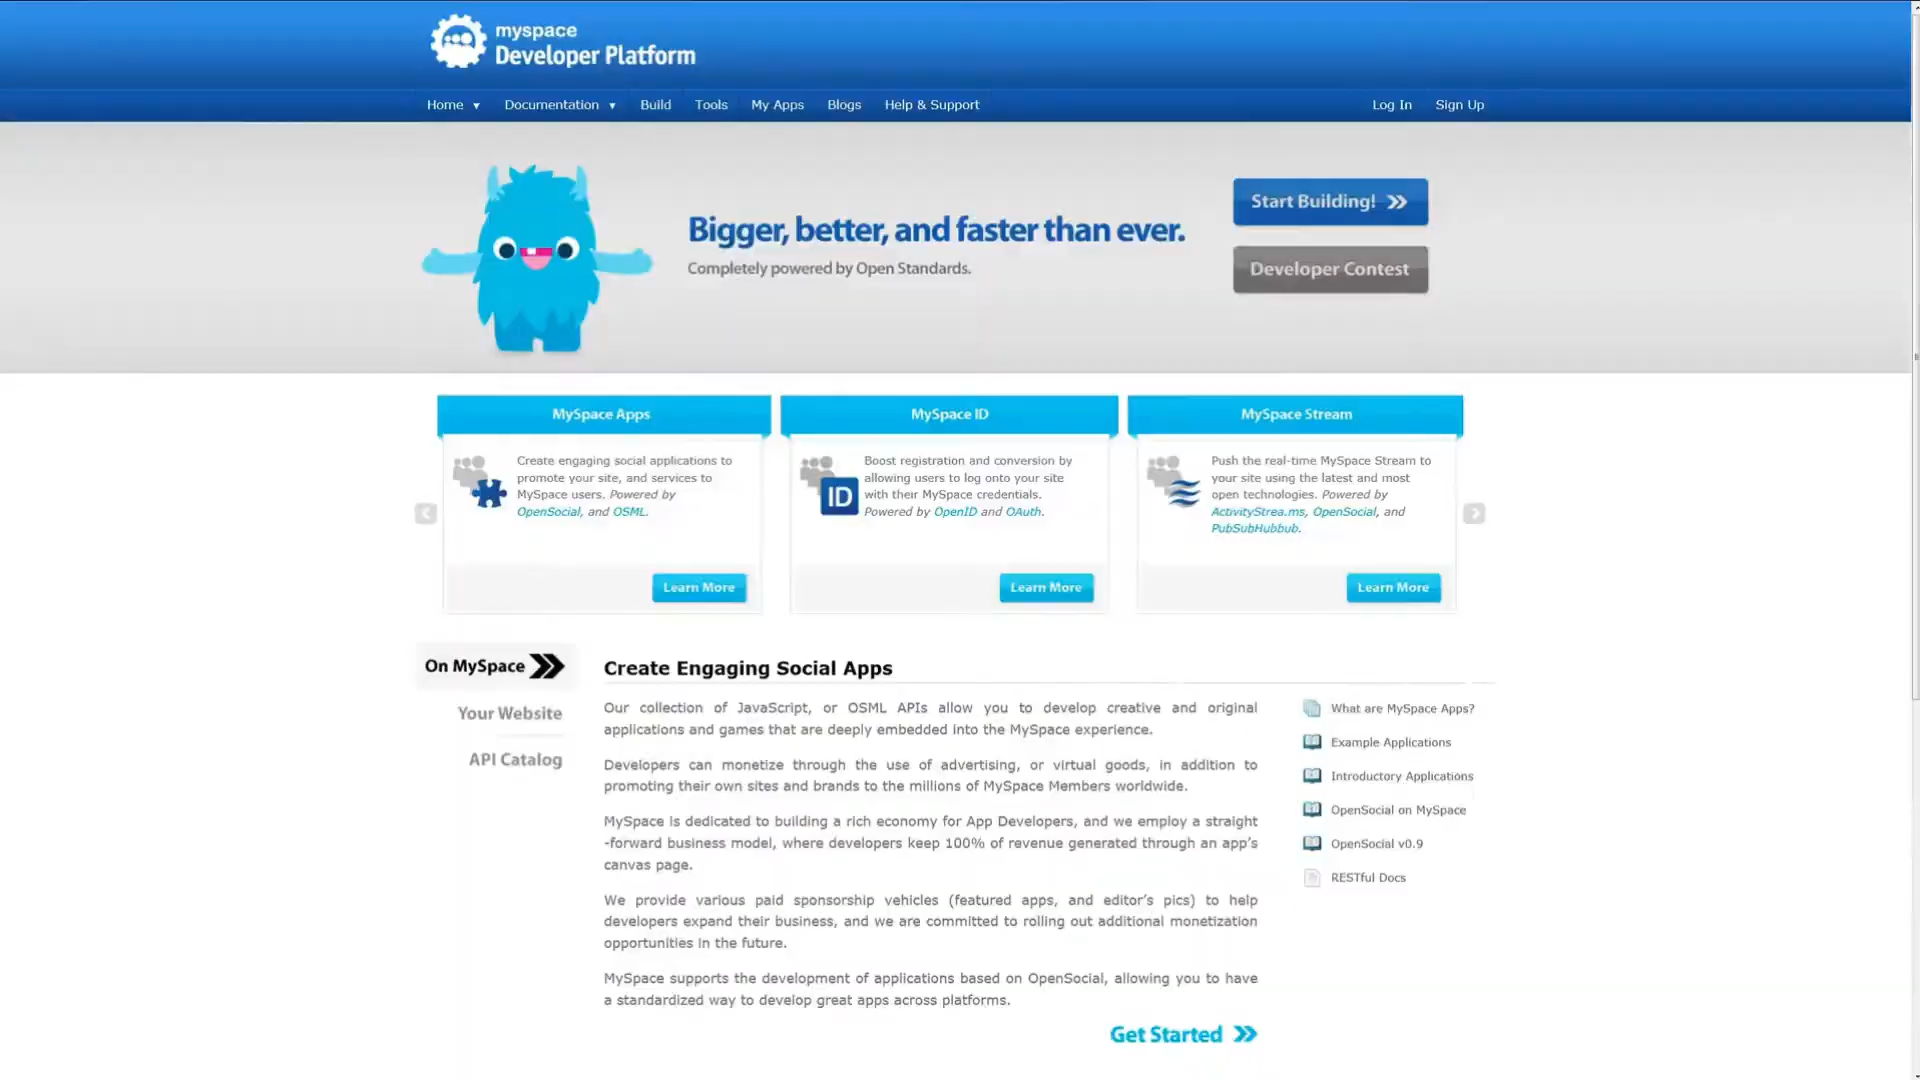 myspace
Developer Platform
Home
Documentation
Build
Tools
My Apps
Blogs
Help & Support
Log In
Sign Up
Bigger, better, and faster than ever.
Completely powered by Open Standards.
Start Building!
Developer Contest
MySpace Apps
Create engaging social applications to
promote your site, and services to
MySpace users. Powered by
OpenSocial, and OSML.
Learn More
MySpace ID
ID
Boost registration and conversion by
allowing users to log onto your site
with their MySpace credentials.
Powered by OpenID and OAuth.
Learn More
MySpace Stream
Push the real-time MySpace Stream to
your site using the latest and most
open technologies. Powered by
ActivityStrea.ms, OpenSocial, and
PubSubHubbub.
Learn More
On MySpace
Your Website
API Catalog
Create Engaging Social Apps
Our collection of JavaScript, or OSML APIs allow you to develop creative and original
applications and games that are deeply embedded into the MySpace experience.
Developers can monetize through the use of advertising, or virtual goods, in addition to
promoting their own sites and brands to the millions of MySpace Members worldwide.
MySpace is dedicated to building a rich economy for App Developers, and we employ a straight
-forward business model, where developers keep 100% of revenue generated through an app's
canvas page.
We provide various paid sponsorship vehicles (featured apps, and editor's pics) to help
developers expand their business, and we are committed to rolling out additional monetization
opportunities in the future.
MySpace supports the development of applications based on OpenSocial, allowing you to have
a standardized way to develop great apps across platforms.
Get Started
What are MySpace Apps?
Example Applications
Introductory Applications
OpenSocial on MySpace
OpenSocial v0.9
RESTful Docs